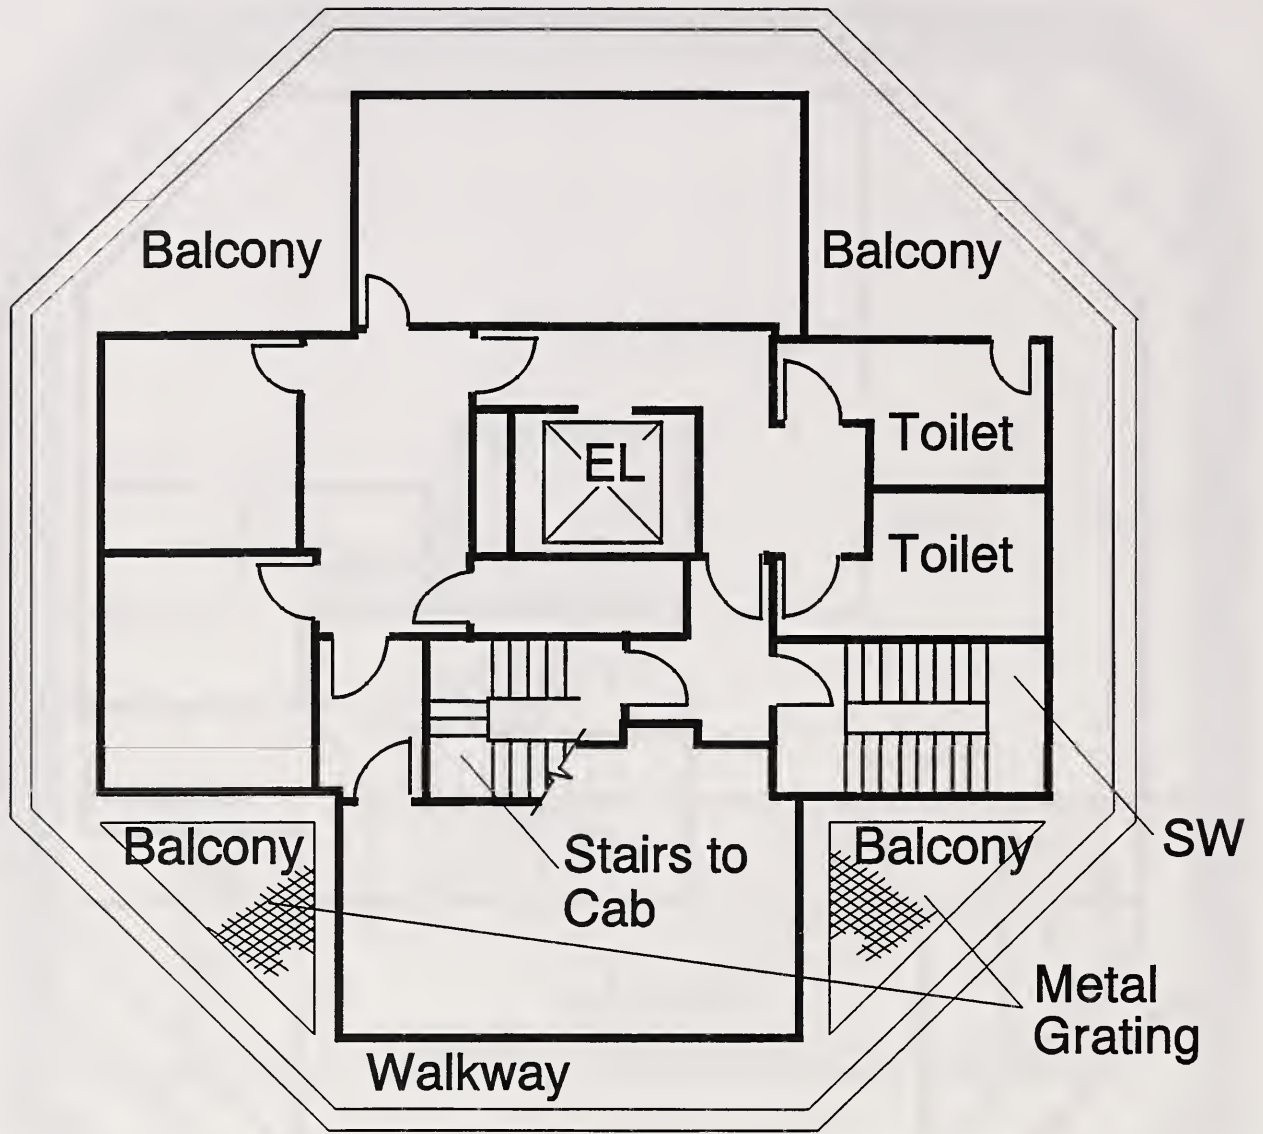 Balcony
Balcony
Toilet
EL
Toilet
Balcony
Balcony
SW
Stairs to
Cab
Metal
Grating
Walkway